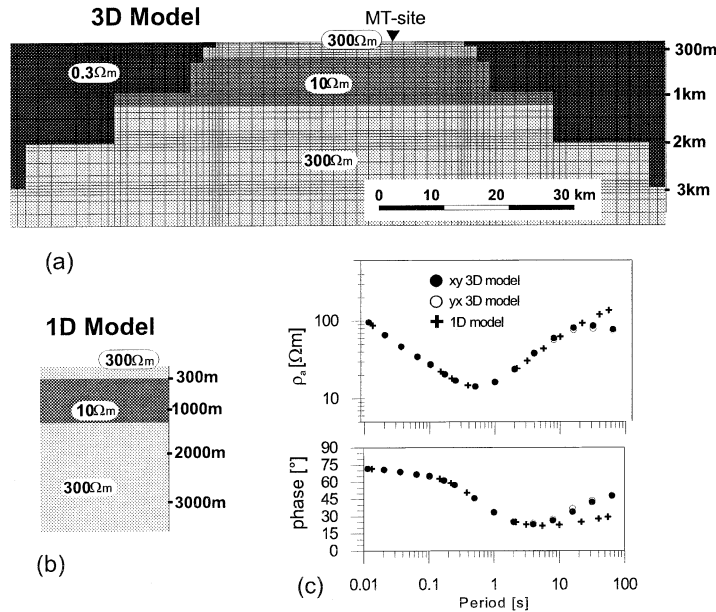 3D Model
MT-site
300Ωm
300m
0.3Ωm
10Ωm
1km
2km
300Ωm
0 10 20 30 km
3km
(a)
1D Model
300Ωm
300m
10Ωm
1000m
2000m
300Ωm
3000m
(b)
xy 3D model
yx 3D model
1D model
100
10
ρa [Ωm]
90
75
60
45
30
15
0
phase [°]
0.01 0.1 1 10 100
Period [s]
(c)